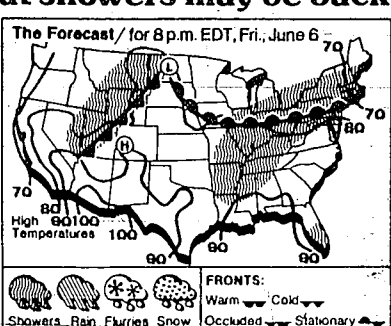 ut showers may be back
The Forecast / for 8 p.m. EDT, Fri., June 6
70
L
80
70
H
70
80
90 100
100
High
Temperatures
90
90
90
FRONTS:
Warm Cold
Showers Rain Flurries Snow
Occluded Stationary